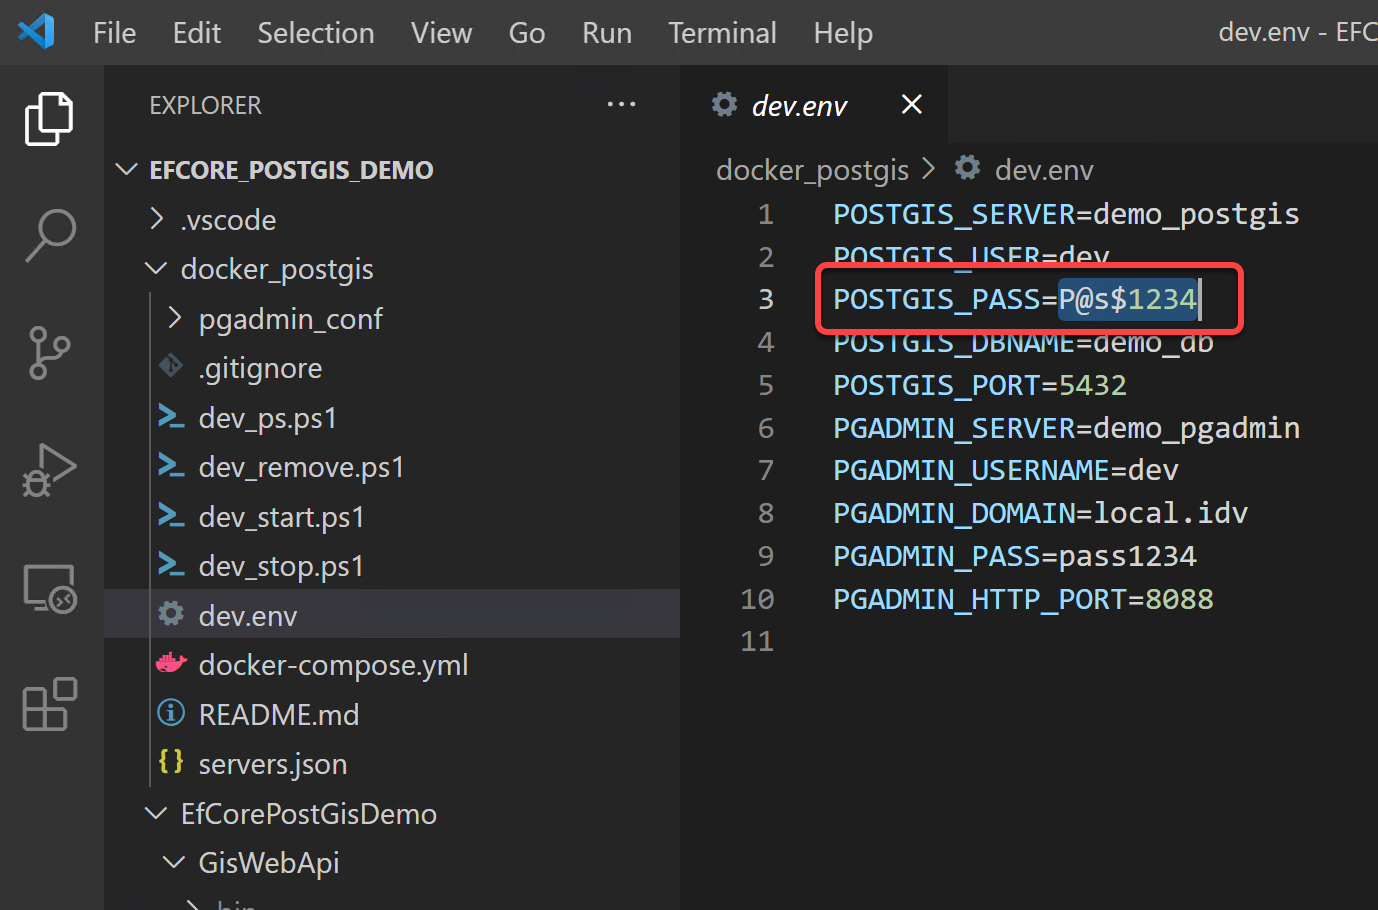 File Edit Selection View Go Run Terminal Help dev.env - EFC
EXPLORER ···
EFCORE_POSTGIS_DEMO
.vscode
docker_postgis
pgadmin_conf
.gitignore
dev_ps.ps1
dev_remove.ps1
dev_start.ps1
dev_stop.ps1
dev.env
docker-compose.yml
README.md
servers.json
EfCorePostGisDemo
GisWebApi
bin
dev.env
docker_postgis > dev.env
1 POSTGIS_SERVER=demo_postgis
2 POSTGIS_USER=dev
3 POSTGIS_PASS=P@s$1234
4 POSTGIS_DBNAME=demo_db
5 POSTGIS_PORT=5432
6 PGADMIN_SERVER=demo_pgadmin
7 PGADMIN_USERNAME=dev
8 PGADMIN_DOMAIN=local.idv
9 PGADMIN_PASS=pass1234
10 PGADMIN_HTTP_PORT=8088
11